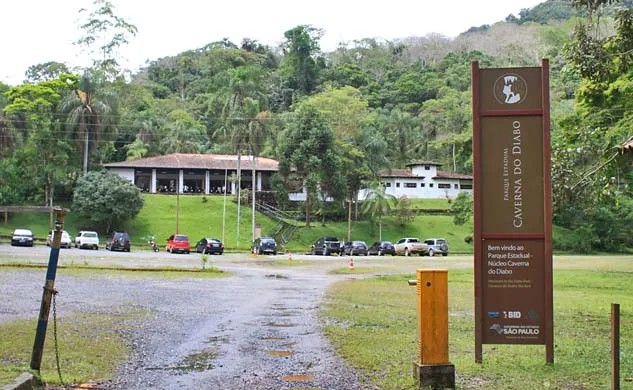 PARQUE ESTADUAL
CAVERNA DO DIABO
Bem vindo ao
Parque Estadual -
Núcleo Caverna
do Diabo
BID
SÃO PAULO